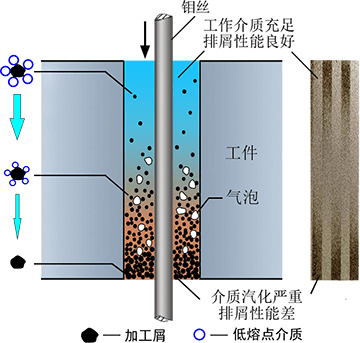 钼丝
工作介质充足
排屑性能良好
工件
气泡
介质汽化严重
排屑性能差
加工屑
低熔点介质